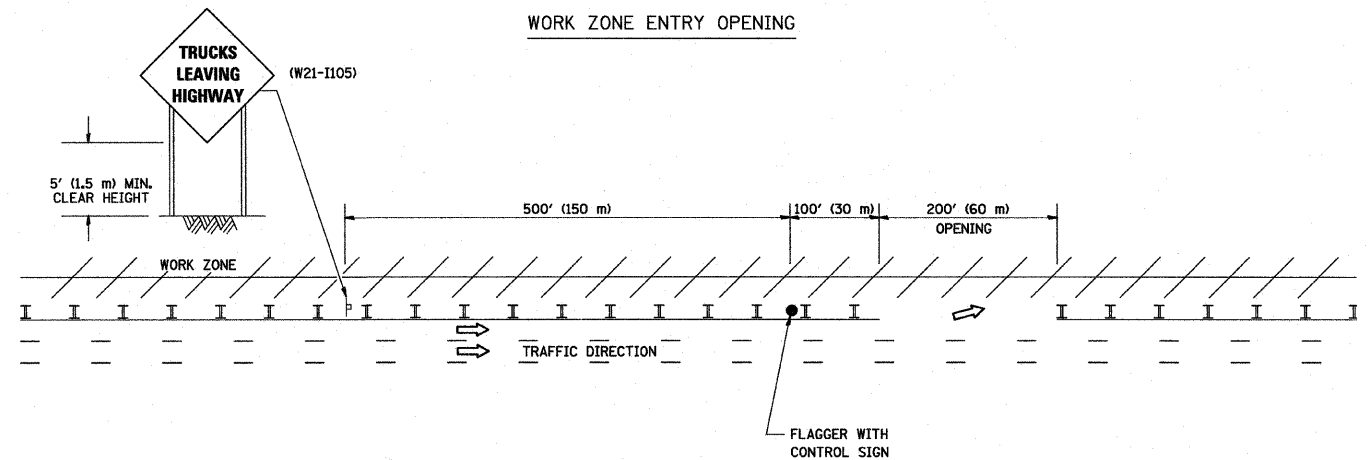 WORK ZONE ENTRY OPENING
TRUCKS
LEAVING
HIGHWAY
(W21-I105)
5' (1.5 m) MIN.
CLEAR HEIGHT
500' (150 m)
100' (30 m)
200' (60 m)
OPENING
WORK ZONE
TRAFFIC DIRECTION
FLAGGER WITH
CONTROL SIGN